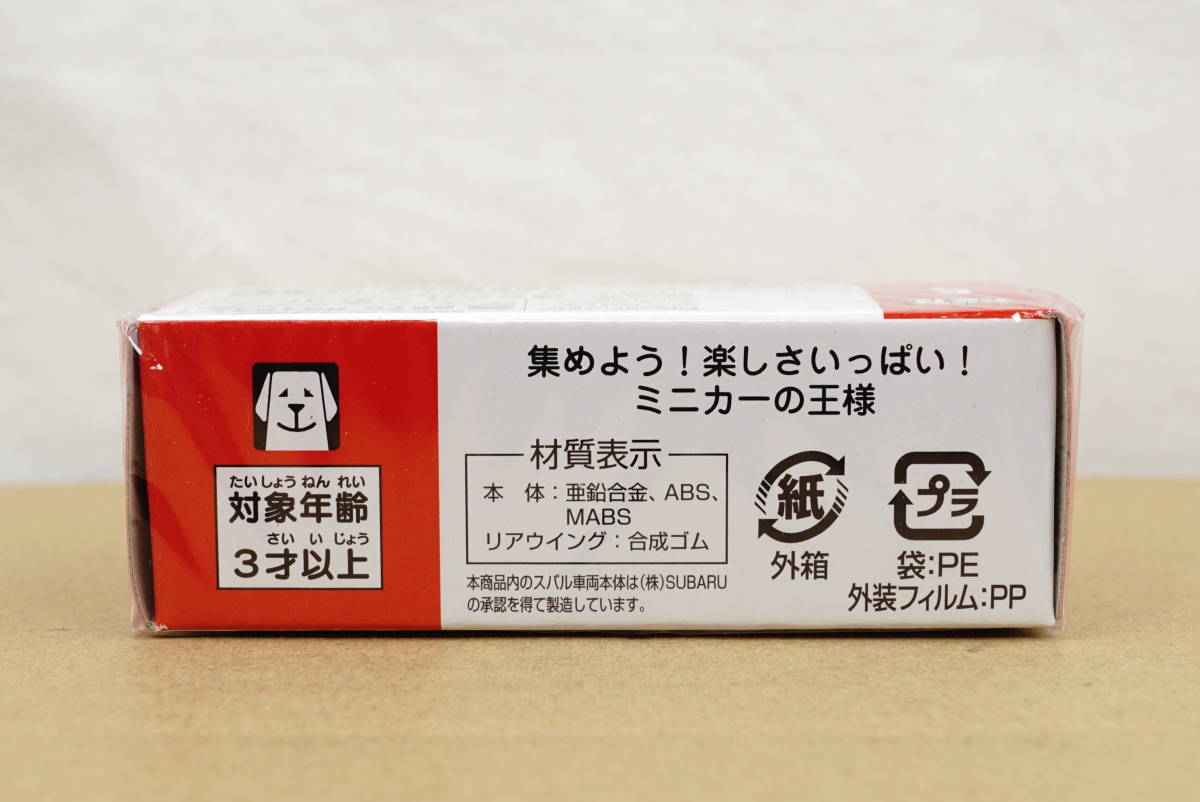 集めよう！楽しさいっぱい！
ミニカーの王様
たいしょうねんれい
対象年齢
さいいじょう
3才以上
材質表示
本 体：亜鉛合金、ABS、
MABS
リアウイング：合成ゴム
本商品内のスバル車両本体は(株)SUBARU
の承認を得て製造しています。
紙
外箱
プラ
袋:PE
外装フィルム:PP